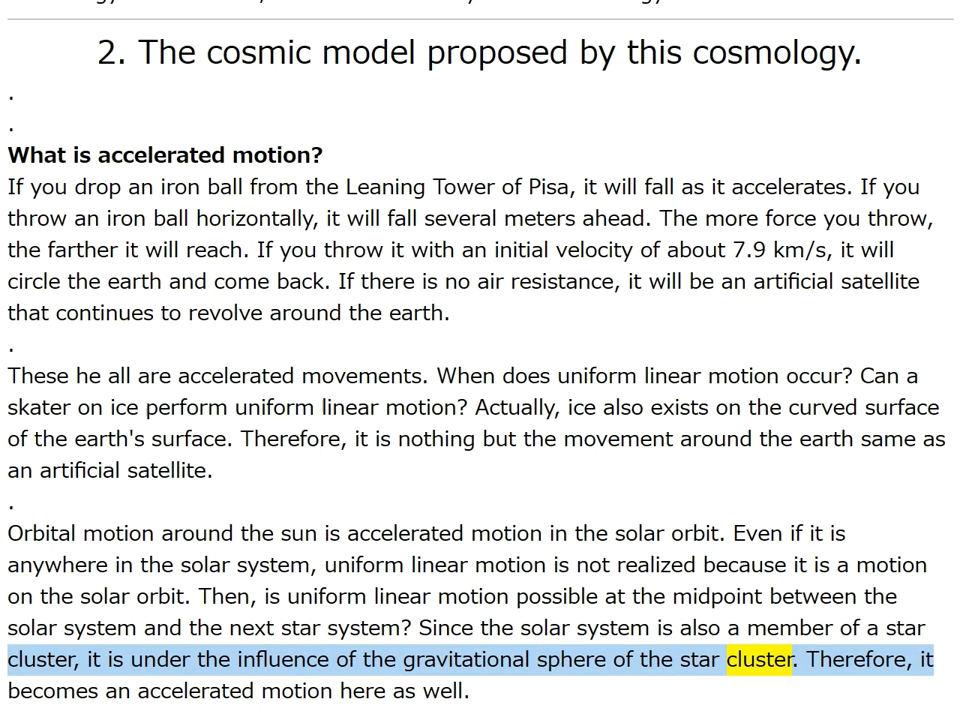 2. The cosmic model proposed by this cosmology.
.
.
What is accelerated motion?
If you drop an iron ball from the Leaning Tower of Pisa, it will fall as it accelerates. If you
throw an iron ball horizontally, it will fall several meters ahead. The more force you throw,
the farther it will reach. If you throw it with an initial velocity of about 7.9 km/s, it will
circle the earth and come back. If there is no air resistance, it will be an artificial satellite
that continues to revolve around the earth.
.
These he all are accelerated movements. When does uniform linear motion occur? Can a
skater on ice perform uniform linear motion? Actually, ice also exists on the curved surface
of the earth's surface. Therefore, it is nothing but the movement around the earth same as
an artificial satellite.
.
Orbital motion around the sun is accelerated motion in the solar orbit. Even if it is
anywhere in the solar system, uniform linear motion is not realized because it is a motion
on the solar orbit. Then, is uniform linear motion possible at the midpoint between the
solar system and the next star system? Since the solar system is also a member of a star
cluster, it is under the influence of the gravitational sphere of the star cluster. Therefore, it
becomes an accelerated motion here as well.